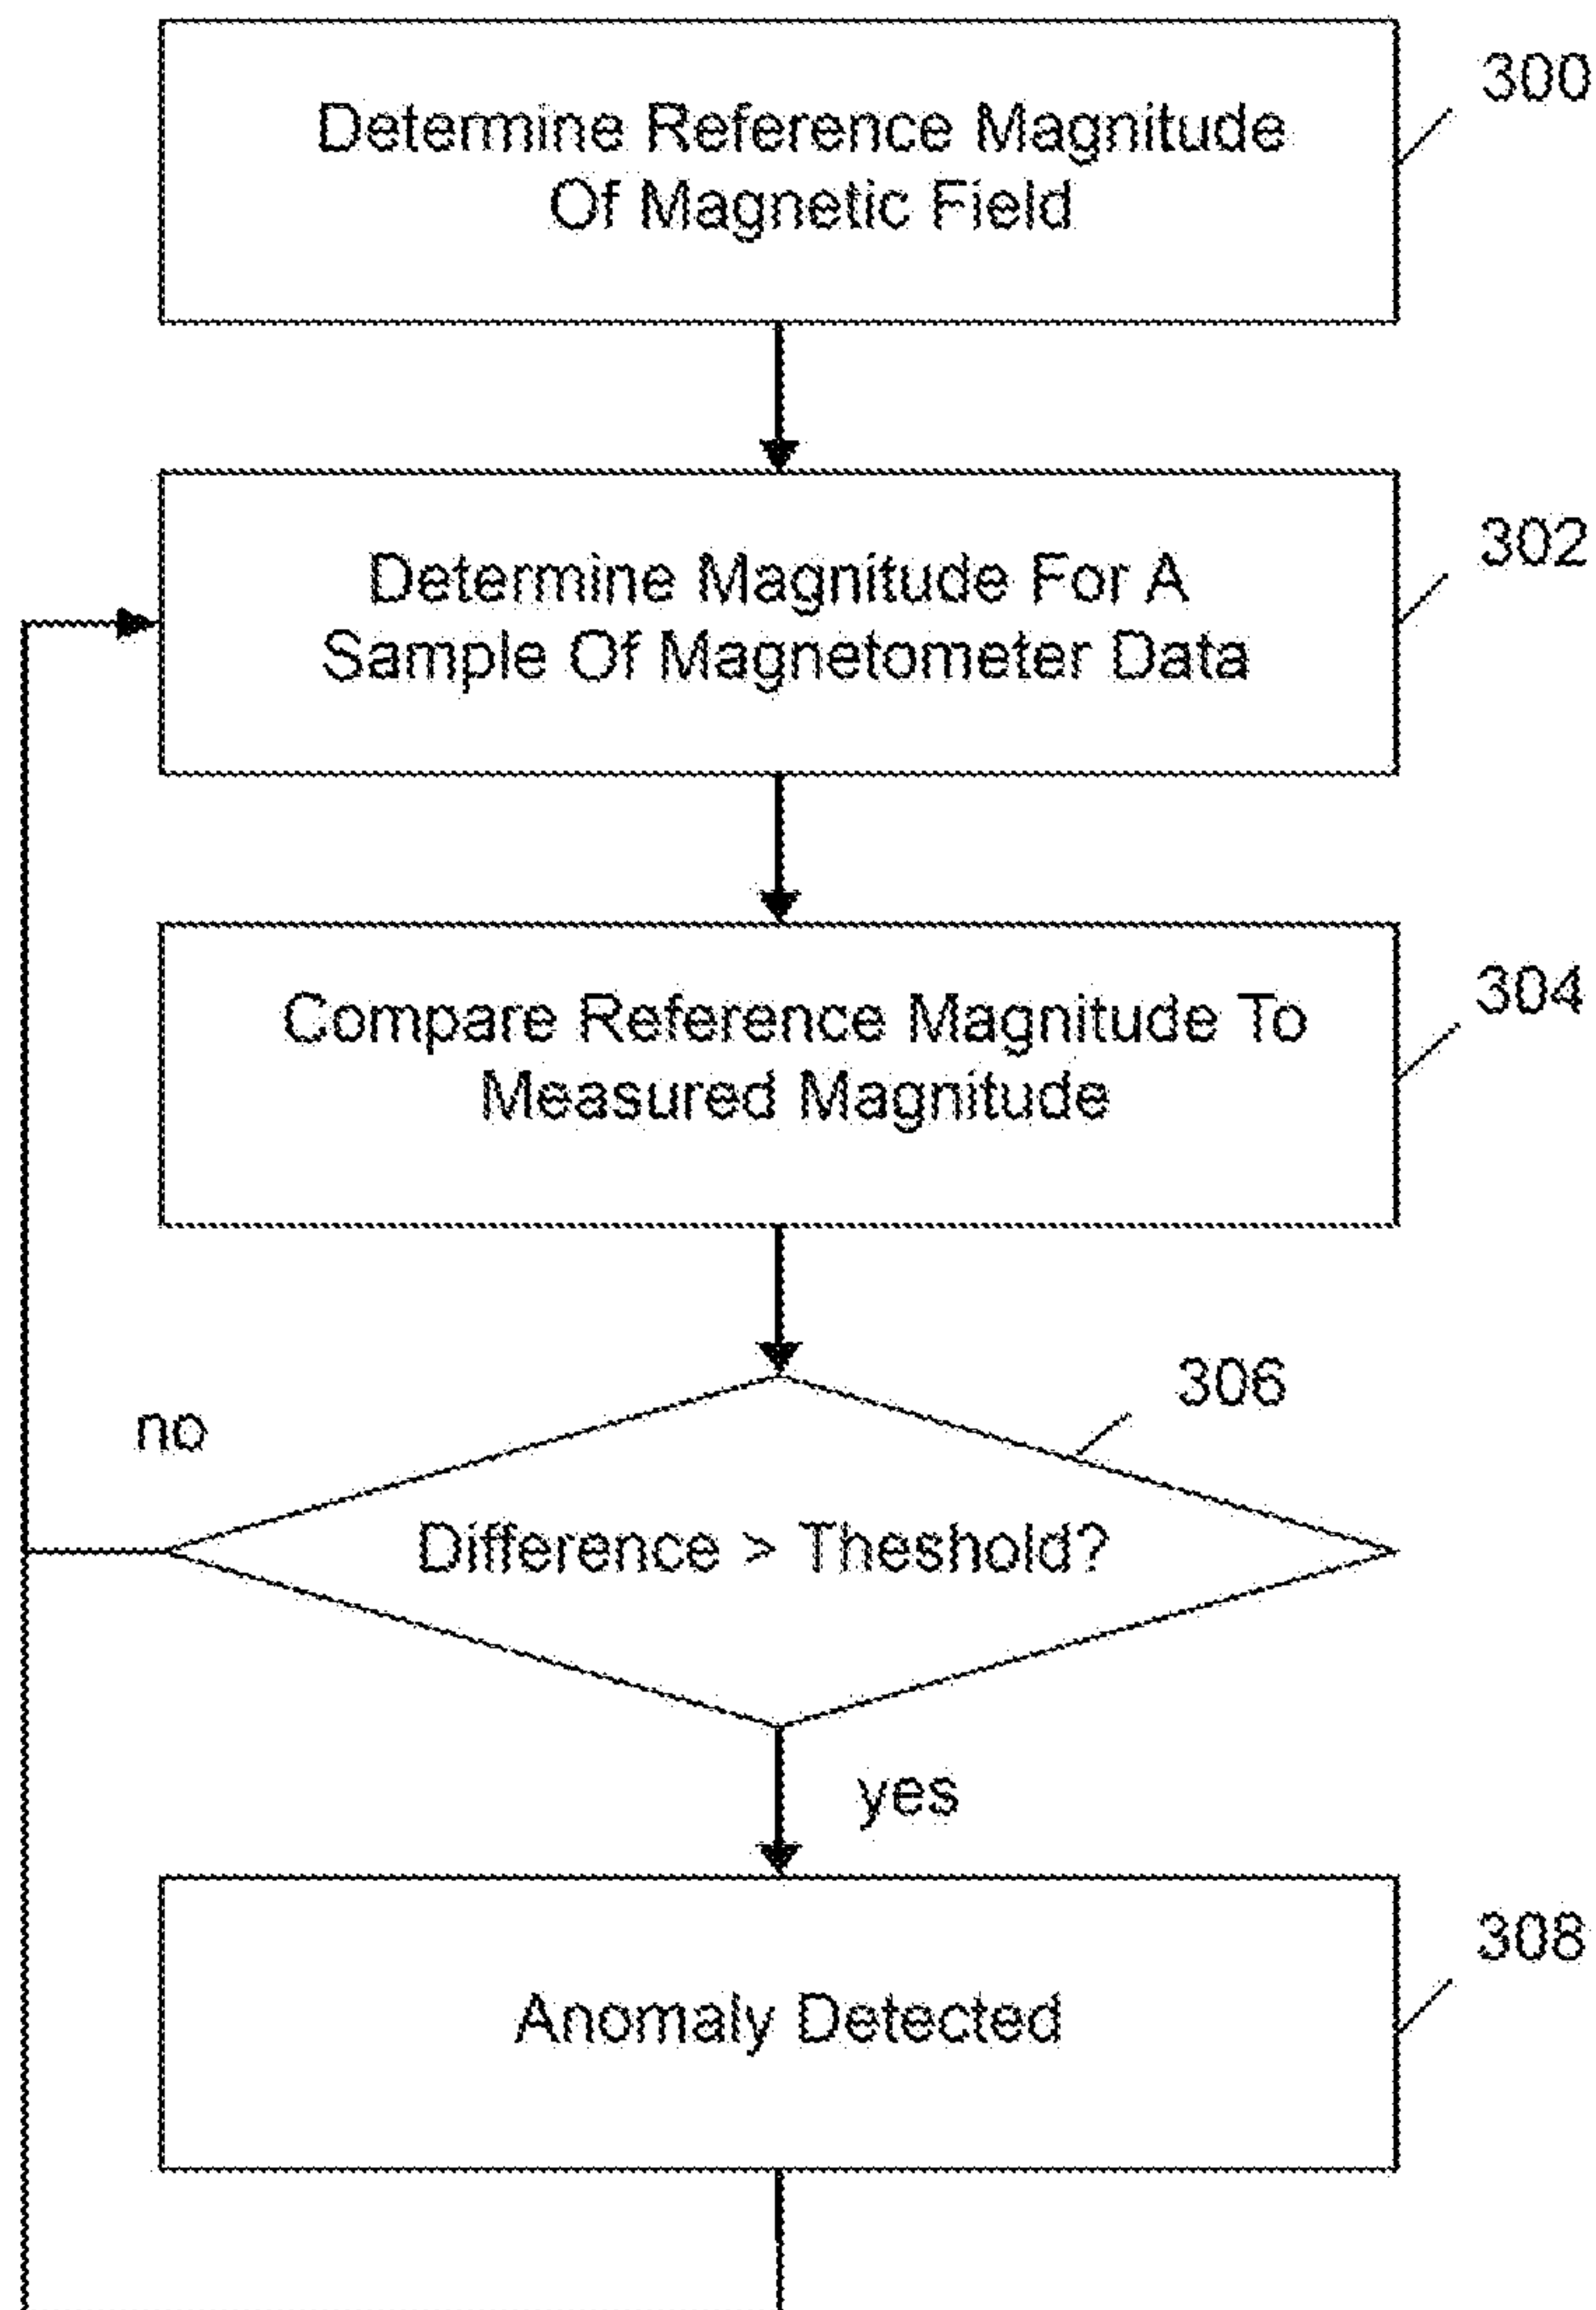 300
Determine Reference Magnitude
Of Magnetic Field
302
Determine Magnitude For A
Sample Of Magnetometer Data
304
Compare Reference Magnitude To
Measured Magnitude
306
no
Difference > Theshold?
yes
308
Anomaly Detected